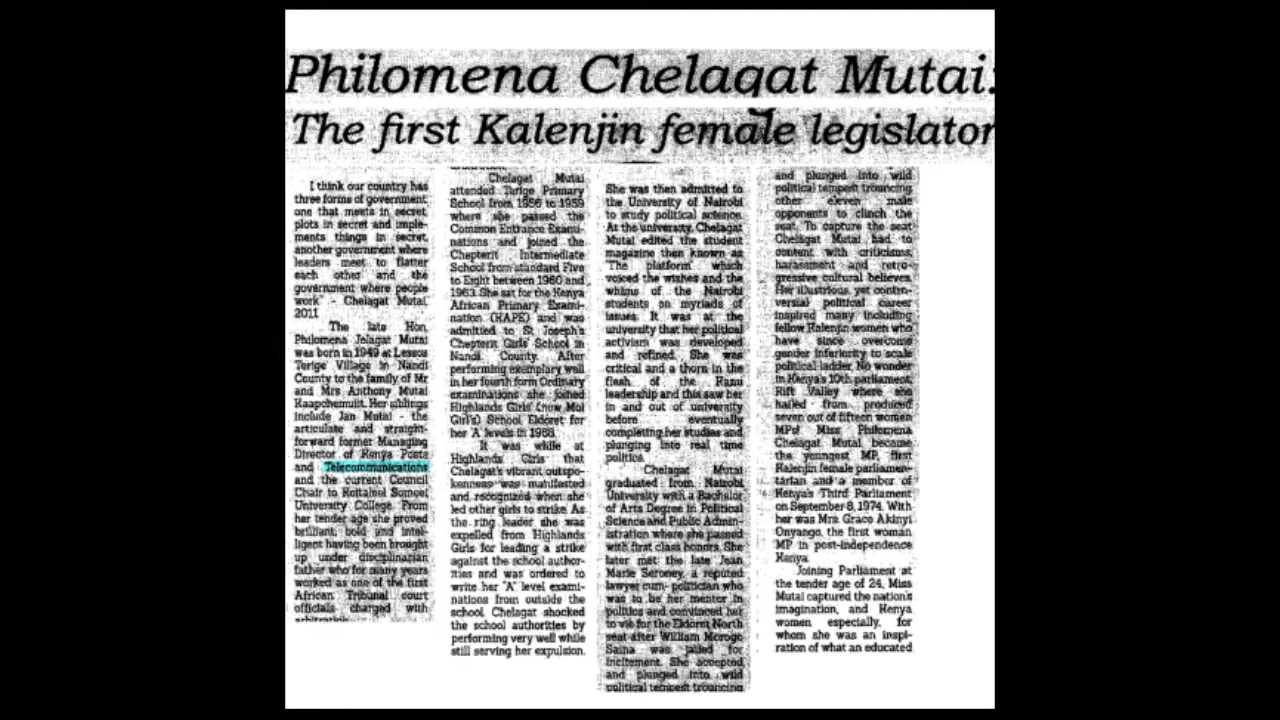 Philomena Chelagat Mutai:
The first Kalenjin female legislator
I think our country has
three forms of government
one that meets in secret
plots in secret and imple-
ments things in secret,
another government where
leaders meet to flatter
each other and the
government where people
work" - Chelagat Mutai,
2011
The late Hon.
Philomena Jelagat Mutai
was born in 1949 at Lessos
Terige Village in Nandi
County to the family of Mr
and Mrs Anthony Mutai
Her siblings
include Jan Mutai - the
articulate and straight-
forward former Managing
Director of Kenya Posts
and Telecommunications
and the current Council
Chair to Koitaleel Somoei
University College. From
her tender age she proved
brilliant, bold and intel-
ligent having been brought
up under disciplinarian
father who for many years
worked as one of the first
African Tribunal court
officials charged with
arbitration.
Chelagat Mutai
attended Terige Primary
School from 1956 to 1959
where she passed the
Common Entrance Exami-
nations and joined the
Chepterit Intermediate
School from standard Five
to Eight between 1960 and
1963. She sat for the Kenya
African Primary Exami-
nation (KAPE) and was
admitted to St Joseph's
Chepterit Girls' School in
Nandi County. After
performing exemplary well
in her fourth form Ordinary
examinations she joined
Highlands Girls' (now Moi
Girl's) School Eldoret for
her 'A' levels in 1968.
It was while at
Highlands Girls that
Chelagat's vibrant outspo-
kenness was manifested
and recognized when she
led other girls to strike. As
the ring leader she was
expelled from Highlands
Girls for leading a strike
against the school author-
ities and was ordered to
write her "A" level exami-
nations from outside the
school. Chelagat shocked
the school authorities by
performing very well while
still serving her expulsion.
She was then admitted to
the University of Nairobi
to study political science.
At the university, Chelagat
Mutai edited the student
magazine then known as
'The platform' which
voiced the wishes and the
whims of the Nairobi
students on myriads of
issues. It was at the
university that her political
activism was developed
and refined. She was
critical and a thorn in the
flesh of the Kanu
leadership and this saw her
in and out of university
before eventually
completing her studies and
plunging into real time
politics.
Chelagat Mutai
graduated from Nairobi
University with a Bachelor
of Arts Degree in Political
Science and Public Admin-
istration where she passed
with first class honors. She
later met the late Jean
Marie Seroney, a reputed
lawyer cum- politician who
was to be her mentor in
politics and convinced her
to vie for the Eldoret North
seat after William Morogo
Saina was jailed for
incitement. She accepted
and plunged into wild
political tempest trouncing
and plunged into wild
political tempest trouncing
other eleven male
opponents to clinch the
seat. To capture the seat
Chelagat Mutai had to
content with criticisms,
harassment and retro-
gressive cultural believes.
Her illustrious, yet contro-
versial political career
inspired many including
fellow Kalenjin women who
have since overcome
gender inferiority to scale
political ladder. No wonder
in Kenya's 10th parliament,
Rift Valley where she
hailed from produced
seven out of fifteen women
MPs! Miss Philomena
Chelagat Mutai became
the youngest MP, first
Kalenjin female parliamen-
tarian and a member of
Kenya's Third Parliament
on September 8, 1974. With
her was Mrs. Grace Akinyi
Onyango, the first woman
MP in post-independence
Kenya.
Joining Parliament at
the tender age of 24, Miss
Mutai captured the nation's
imagination, and Kenya
women especially, for
whom she was an inspi-
ration of what an educated